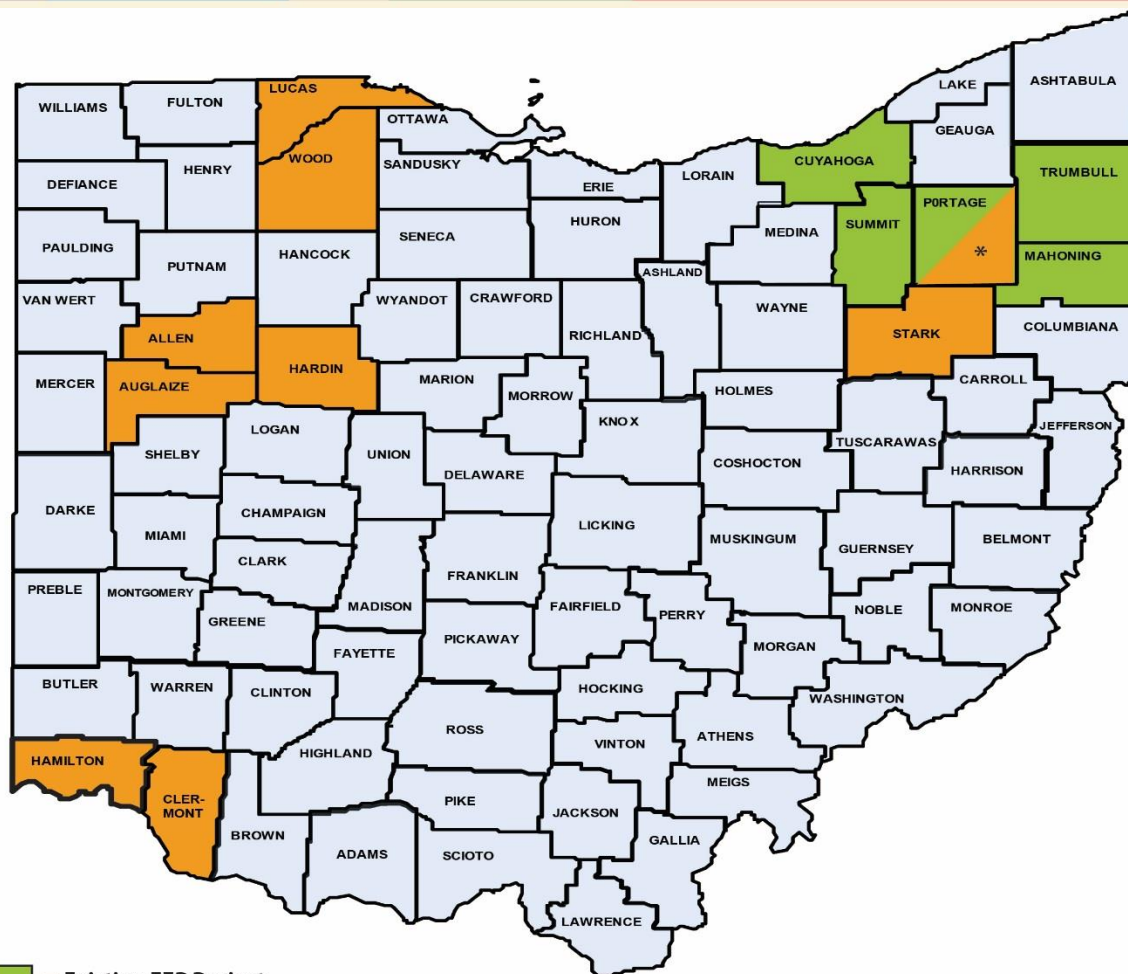 LUCAS
WILLIAMS
FULTON
OTTAWA
LAKE
ASHTABULA
GEAUGA
WOOD
SANDUSKY
CUYAHOGA
DEFIANCE
HENRY
ERIE
LORAIN
TRUMBULL
PAULDING
SENECA
HURON
MEDINA
SUMMIT
P0RTAGE
*
MAHONING
PUTNAM
HANCOCK
ASHLAND
VAN WERT
WYANDOT
CRAWFORD
RICHLAND
WAYNE
COLUMBIANA
ALLEN
STARK
MERCER
AUGLAIZE
HARDIN
MARION
MORROW
HOLMES
CARROLL
LOGAN
KNOX
JEFFERSON
SHELBY
UNION
DELAWARE
TUSCARAWAS
COSHOCTON
HARRISON
DARKE
CHAMPAIGN
LICKING
MIAMI
MUSKINGUM
GUERNSEY
BELMONT
CLARK
FRANKLIN
PREBLE
MONTGOMERY
MADISON
FAIRFIELD
PERRY
NOBLE
MONROE
GREENE
PICKAWAY
MORGAN
FAYETTE
BUTLER
WARREN
CLINTON
HOCKING
WASHINGTON
ROSS
HIGHLAND
VINTON
ATHENS
HAMILTON
MEIGS
CLER-
MONT
PIKE
JACKSON
BROWN
GALLIA
ADAMS
SCIOTO
LAWRENCE